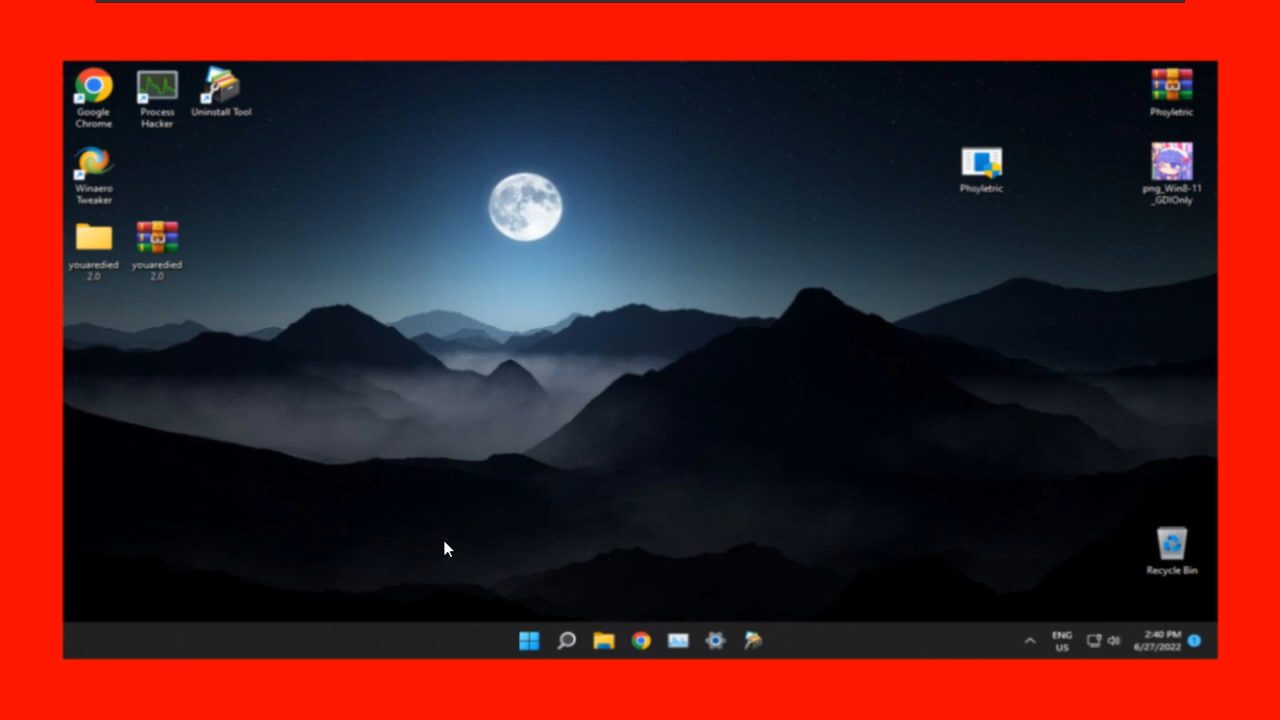 Google
Chrome
Process
Hacker
Uninstall Tool
Phsyletric
Winaero
Tweaker
Phsyletric
png_Win8-11
_GDIOnly
youaredied
2.0
youaredied
2.0
Recycle Bin
ENG
US
2:40 PM
6/27/2022
1